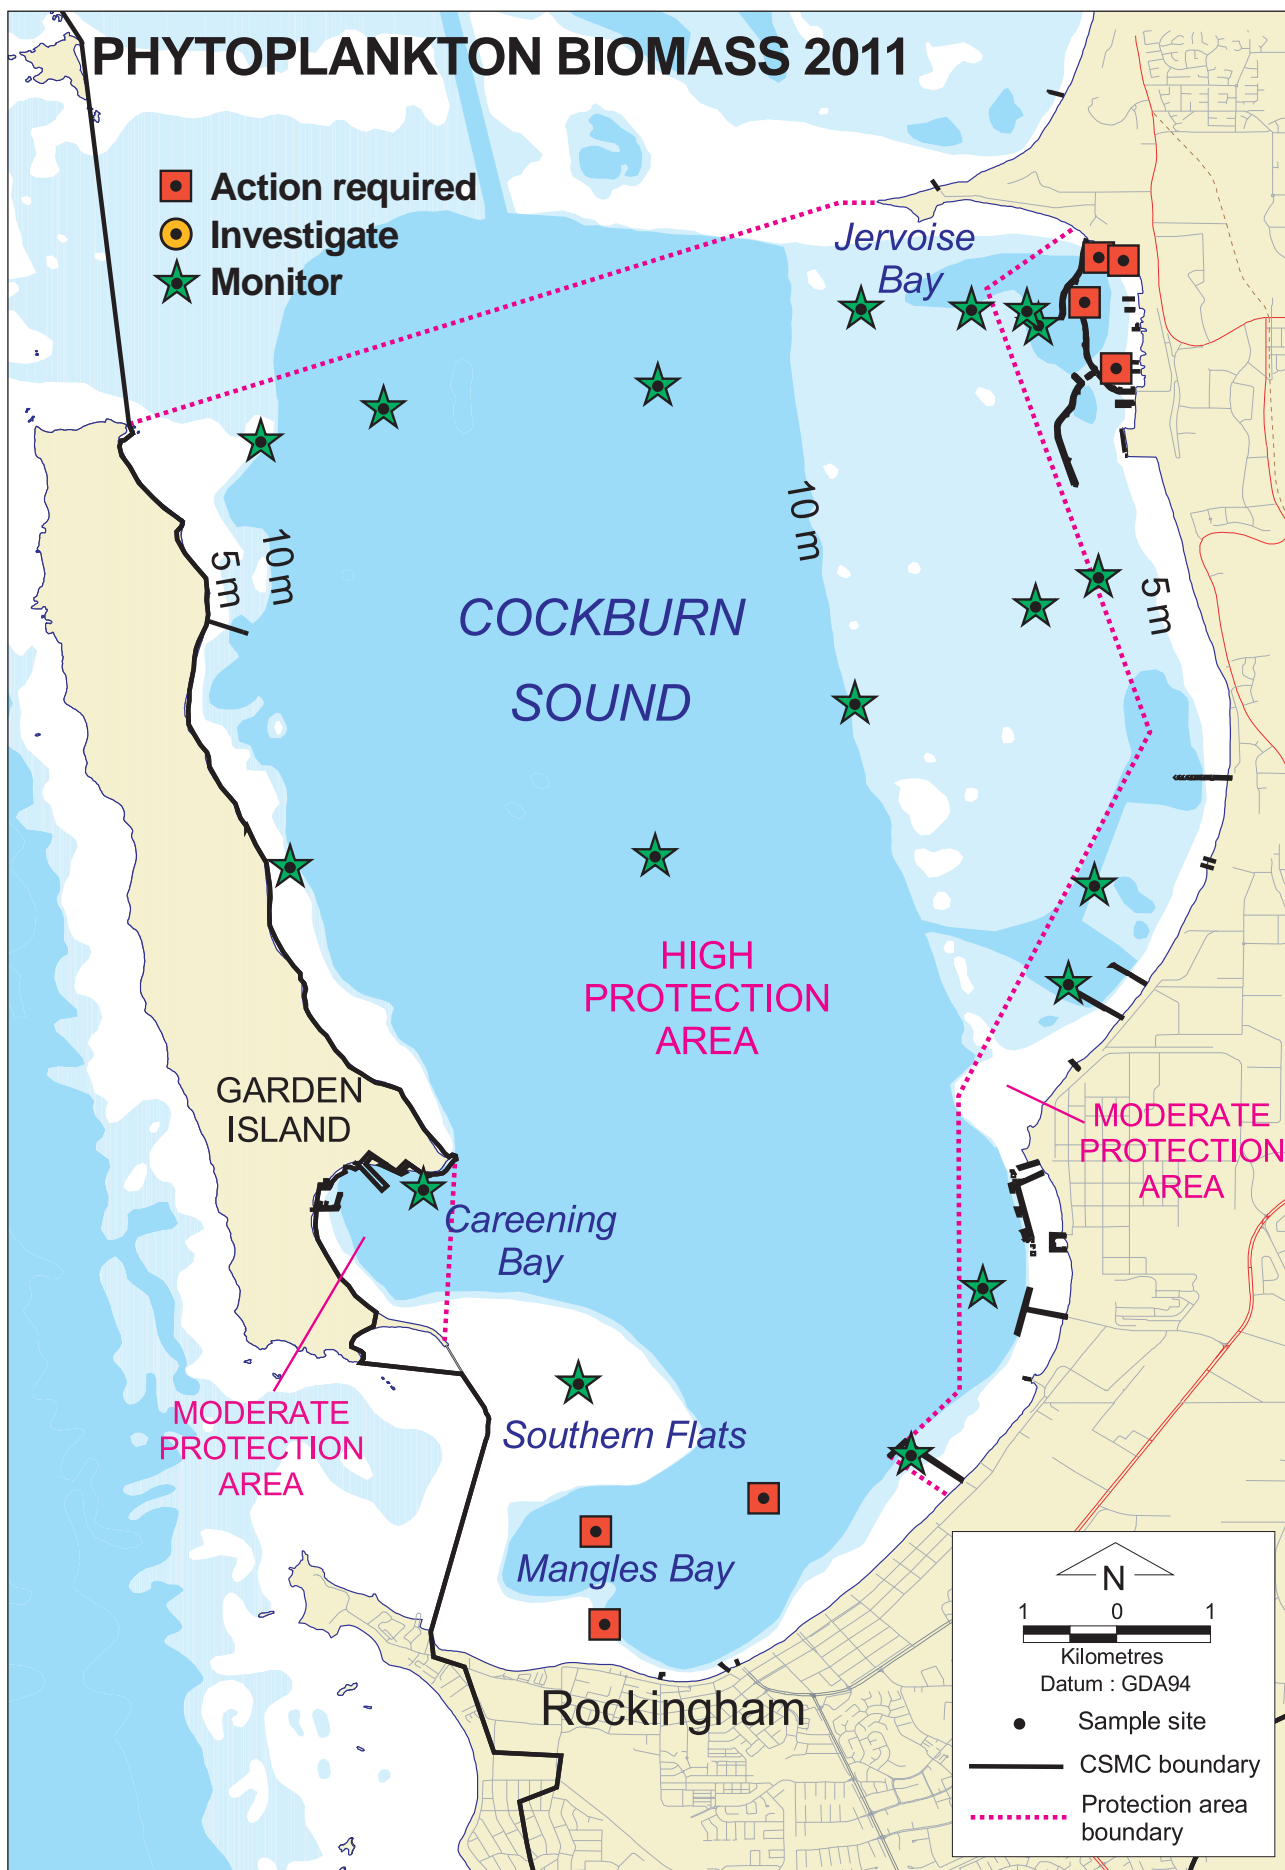 PHYTOPLANKTON BIOMASS 2011
Action required
Investigate
Monitor
Jervoise
Bay
10 m
10 m
5 m
5 m
COCKBURN
SOUND
HIGH
PROTECTION
AREA
GARDEN
ISLAND
MODERATE
PROTECTION
AREA
Careening
Bay
MODERATE
PROTECTION
AREA
Southern Flats
Mangles Bay
Rockingham
N
1 0 1
Kilometres
Datum : GDA94
Sample site
CSMC boundary
Protection area
boundary